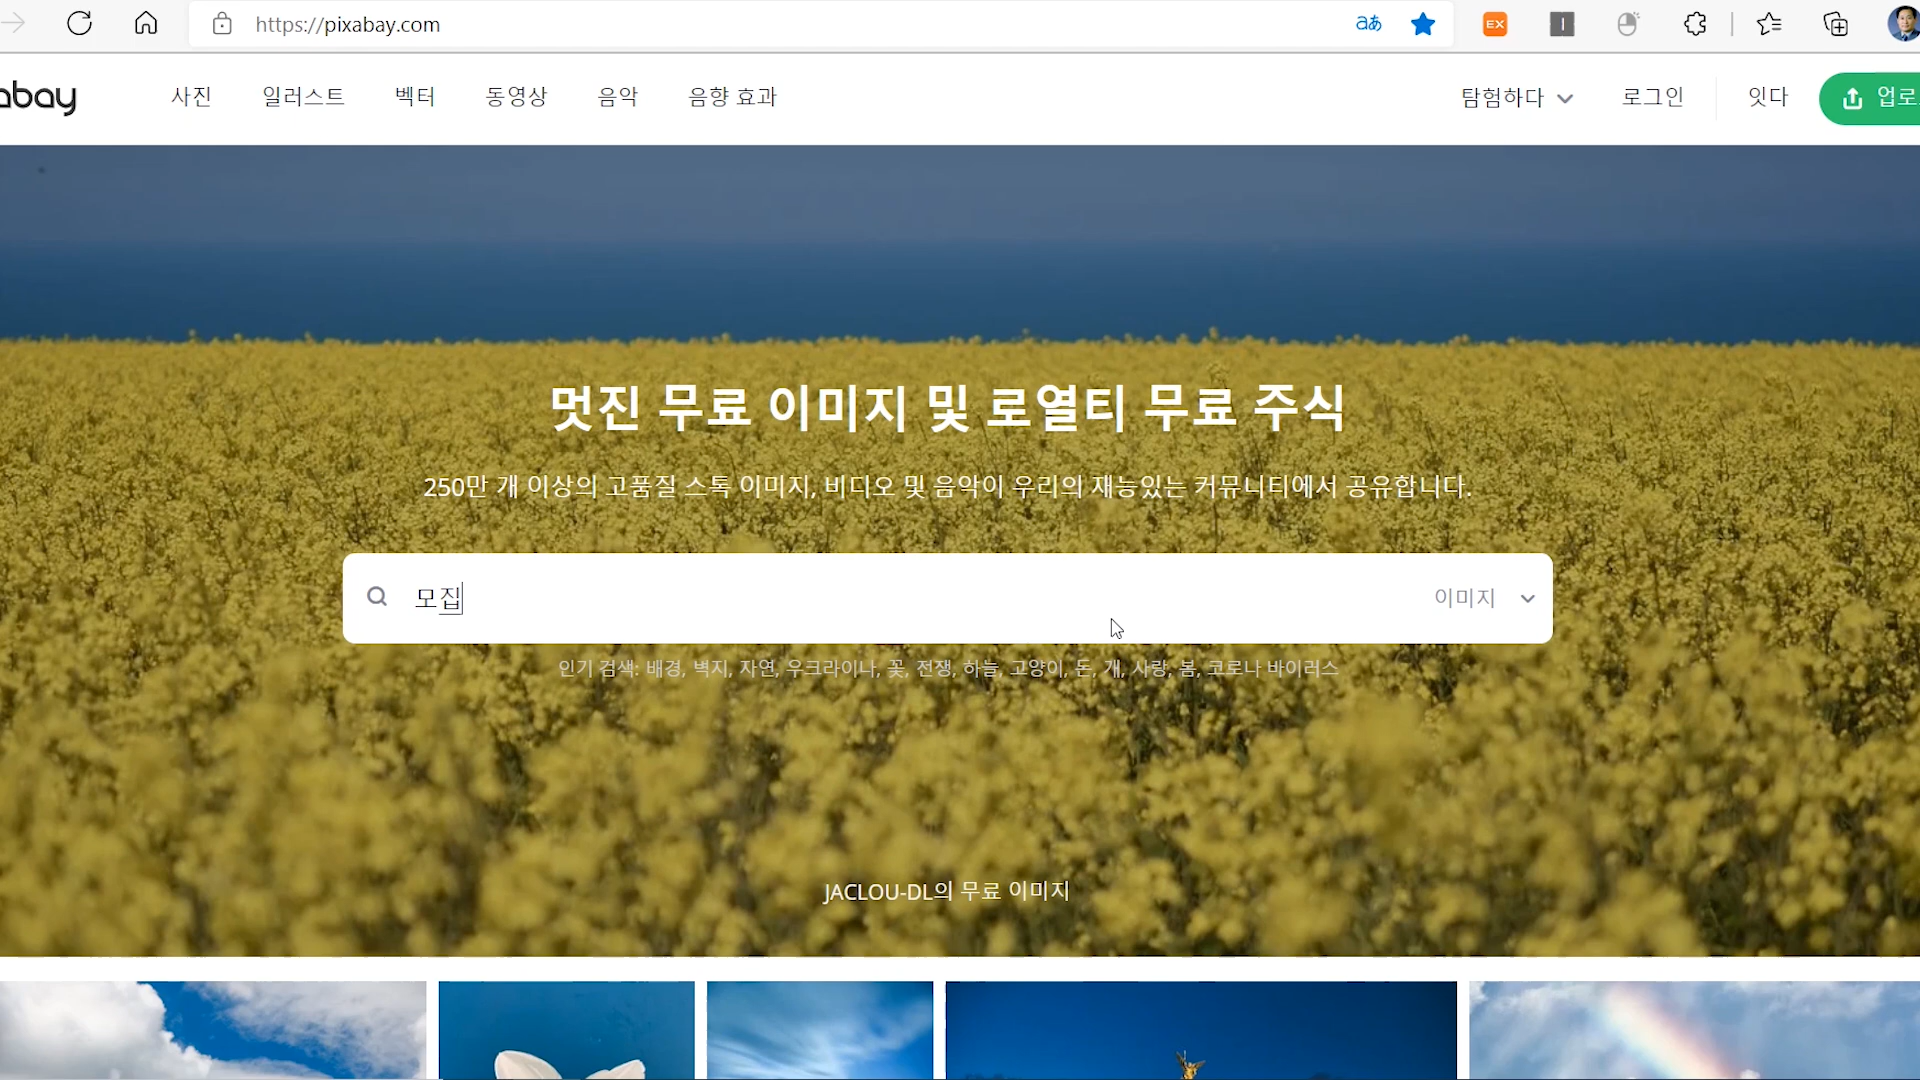 https://pixabay.com
aあ
EX
abay 사진 일러스트 벡터 동영상 음악 음향 효과 탐험하다 로그인 잇다
멋진 무료 이미지 및 로열티 무료 주식
250만 개 이상의 고품질 스톡 이미지, 비디오 및 음악이 우리의 재능있는 커뮤니티에서 공유합니다.
모집 이미지
인기 검색: 배경, 벽지, 자연, 우크라이나, 꽃, 전쟁, 하늘, 고양이, 돈, 개, 사랑, 봄, 코로나 바이러스
JACLOU-DL의 무료 이미지